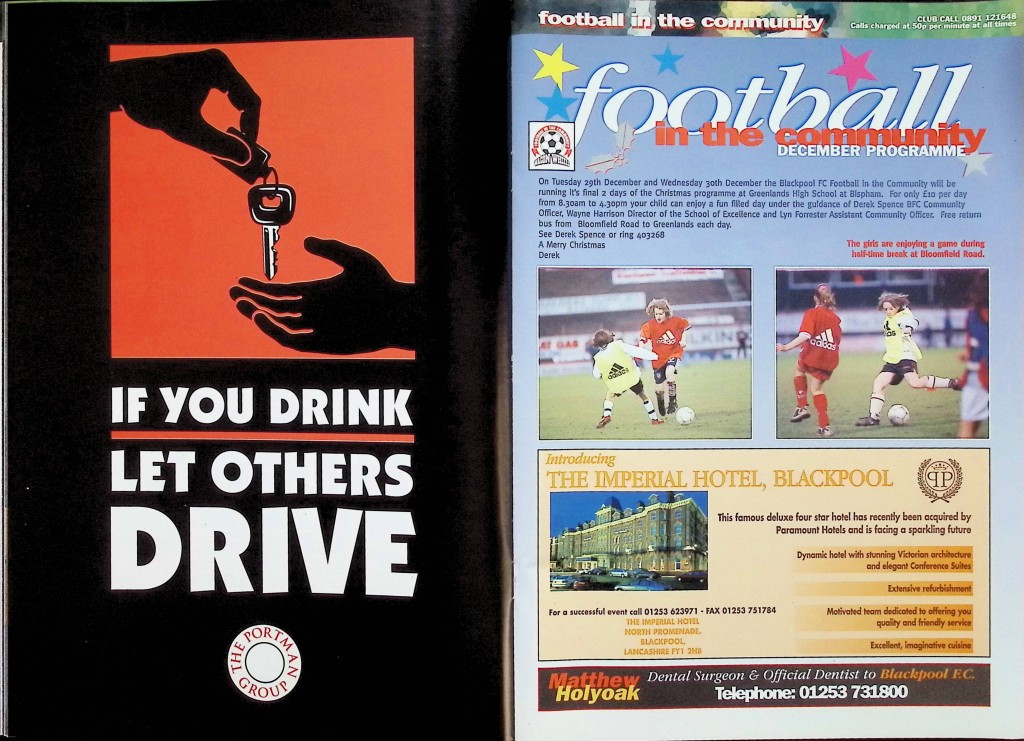 IF YOU DRINK
LET OTHERS
DRIVE
THE PORTMAN
GROUP
football in the community
CLUB CALL 0891 121648
Calls charged at 50p per minute at all times
football
in the community
DECEMBER PROGRAMME
On Tuesday 29th December and Wednesday 30th December the Blackpool FC Football in the Community will be
running it's final 2 days of the Christmas programme at Greenlands High School at Bispham. For only £10 per day
from 8.30am to 4.30pm your child can enjoy a fun filled day under the guidance of Derek Spence BFC Community
Officer, Wayne Harrison Director of the School of Excellence and Lyn Forrester Assistant Community Officer. Free return
bus from Bloomfield Road to Greenlands each day.
See Derek Spence or ring 403268
A Merry Christmas
Derek
The girls are enjoying a game during
half-time break at Bloomfield Road.
AT GAS
adidas
adidas
adidas
adidas
Introducing
THE IMPERIAL HOTEL, BLACKPOOL
This famous deluxe four star hotel has recently been acquired by
Paramount Hotels and is facing a sparkling future
Dynamic hotel with stunning Victorian architecture
and elegant Conference Suites
Extensive refurbishment
Motivated team dedicated to offering you
quality and friendly service
Excellent, imaginative cuisine
For a successful event call 01253 623971 - FAX 01253 751784
THE IMPERIAL HOTEL
NORTH PROMENADE,
BLACKPOOL,
LANCASHIRE FY1 2HB
Matthew
Holyoak
Dental Surgeon & Official Dentist to Blackpool F.C.
Telephone: 01253 731800